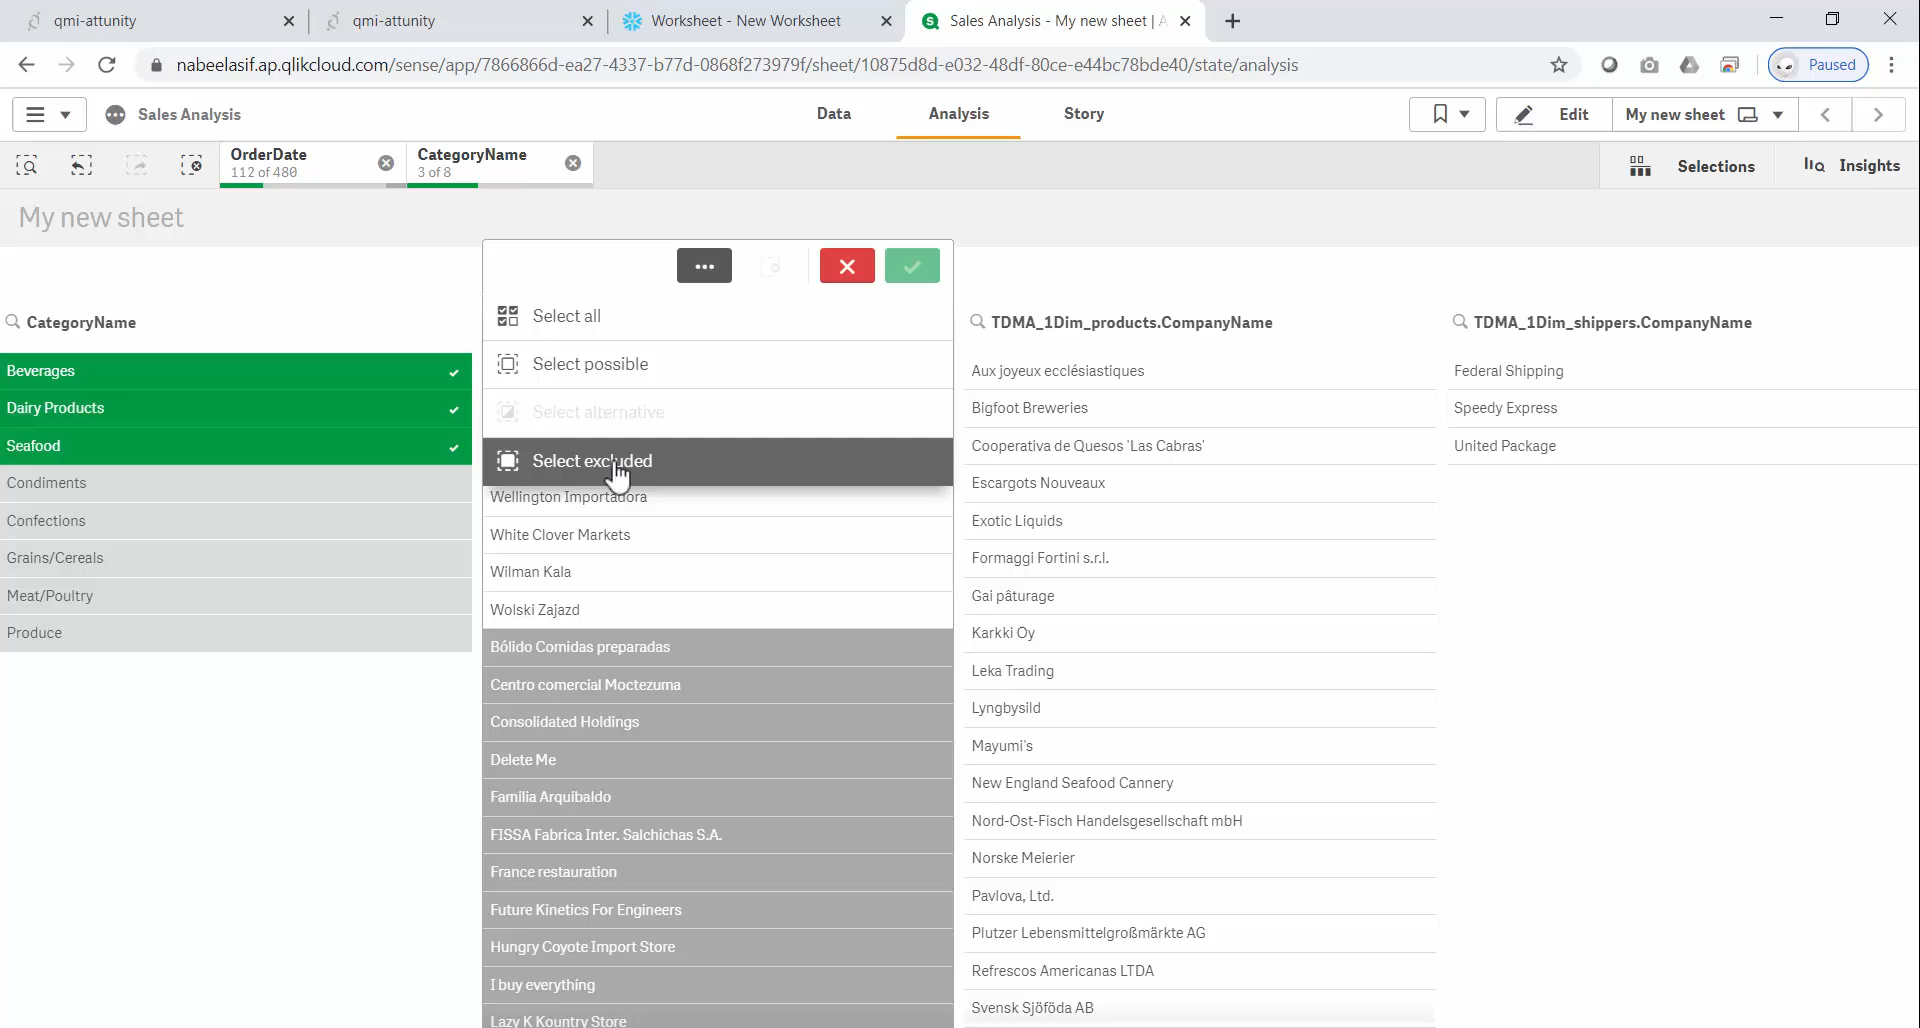 qmi-attunity
qmi-attunity
Worksheet - New Worksheet
Sales Analysis - My new sheet | A
nabeelasif.ap.qlikcloud.com/sense/app/7866866d-ea27-4337-b77d-0868f273979f/sheet/10875d8d-e032-48df-80ce-e44bc78bde40/state/analysis
Paused
Sales Analysis
Data
Analysis
Story
Edit
My new sheet
OrderDate
112 of 480
CategoryName
3 of 8
Selections
Insights
My new sheet
CategoryName
Beverages
Dairy Products
Seafood
Condiments
Confections
Grains/Cereals
Meat/Poultry
Produce
Select all
Select possible
Select alternative
Select excluded
Wellington Importadora
White Clover Markets
Wilman Kala
Wolski Zajazd
Bólido Comidas preparadas
Centro comercial Moctezuma
Consolidated Holdings
Delete Me
Familia Arquibaldo
FISSA Fabrica Inter. Salchichas S.A.
France restauration
Future Kinetics For Engineers
Hungry Coyote Import Store
I buy everything
Lazy K Kountry Store
TDMA_1Dim_products.CompanyName
Aux joyeux ecclésiastiques
Bigfoot Breweries
Cooperativa de Quesos 'Las Cabras'
Escargots Nouveaux
Exotic Liquids
Formaggi Fortini s.r.l.
Gai pâturage
Karkki Oy
Leka Trading
Lyngbysild
Mayumi's
New England Seafood Cannery
Nord-Ost-Fisch Handelsgesellschaft mbH
Norske Meierier
Pavlova, Ltd.
Plutzer Lebensmittelgroßmärkte AG
Refrescos Americanas LTDA
Svensk Sjöföda AB
TDMA_1Dim_shippers.CompanyName
Federal Shipping
Speedy Express
United Package